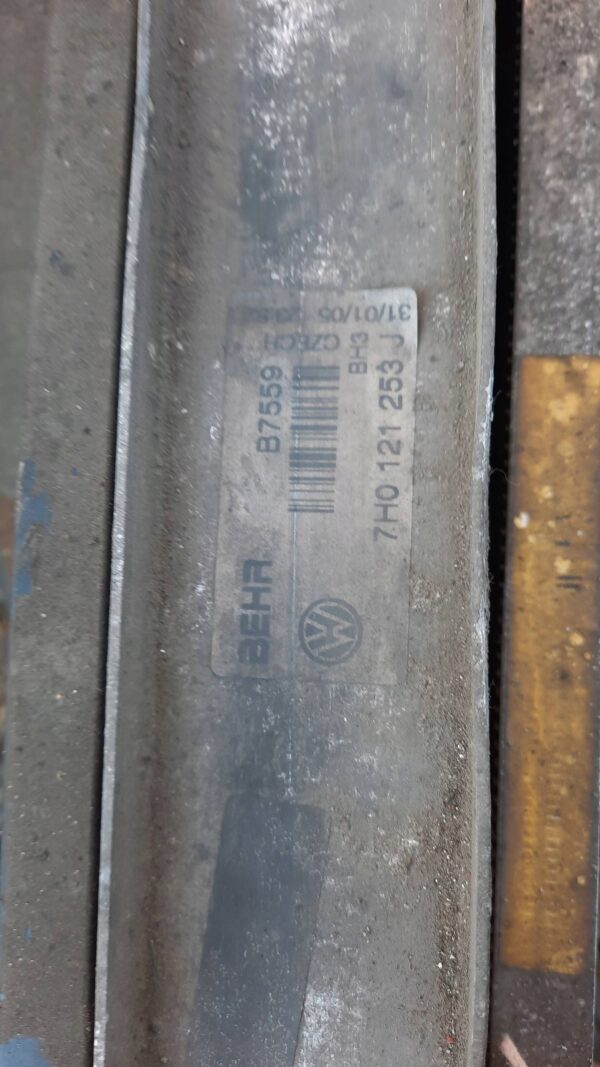 BEHR
B7559
CZECH
31/01/05
BH3
7H0 121 253 J